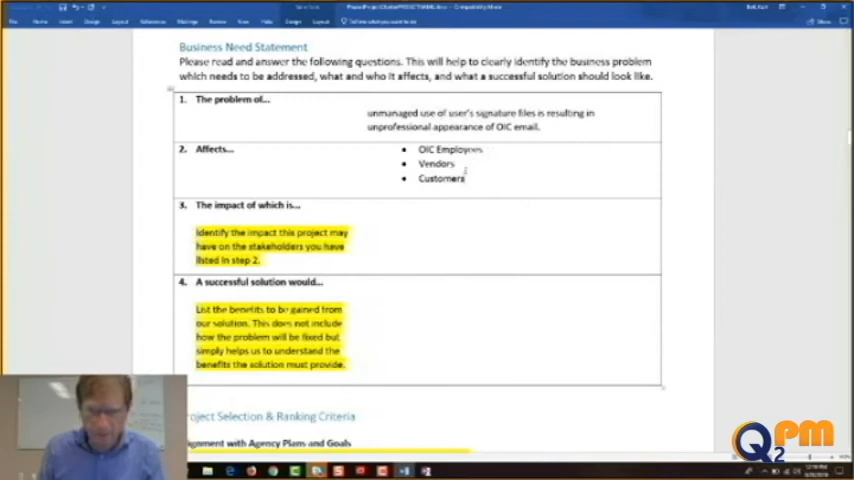 Business Need Statement
Please read and answer the following questions. This will help to clearly identify the business problem
which needs to be addressed, what and who it affects, and what a successful solution should look like.
1. The problem of...
unmanaged use of user's signature files is resulting in
unprofessional appearance of OIC email.
2. Affects...
• OIC Employees
• Vendors
• Customers
3. The impact of which is...
Identify the impact this project may
have on the stakeholders you have
listed in step 2.
4. A successful solution would...
List the benefits to be gained from
our solution. This does not include
how the problem will be fixed but
simply helps us to understand the
benefits the solution must provide.
roject Selection & Ranking Criteria
ignment with Agency Plans and Goals
Q2PM